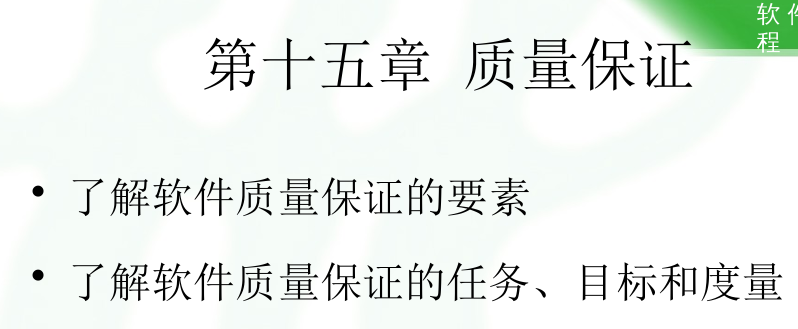 软件
程
第十五章 质量保证
• 了解软件质量保证的要素
• 了解软件质量保证的任务、目标和度量